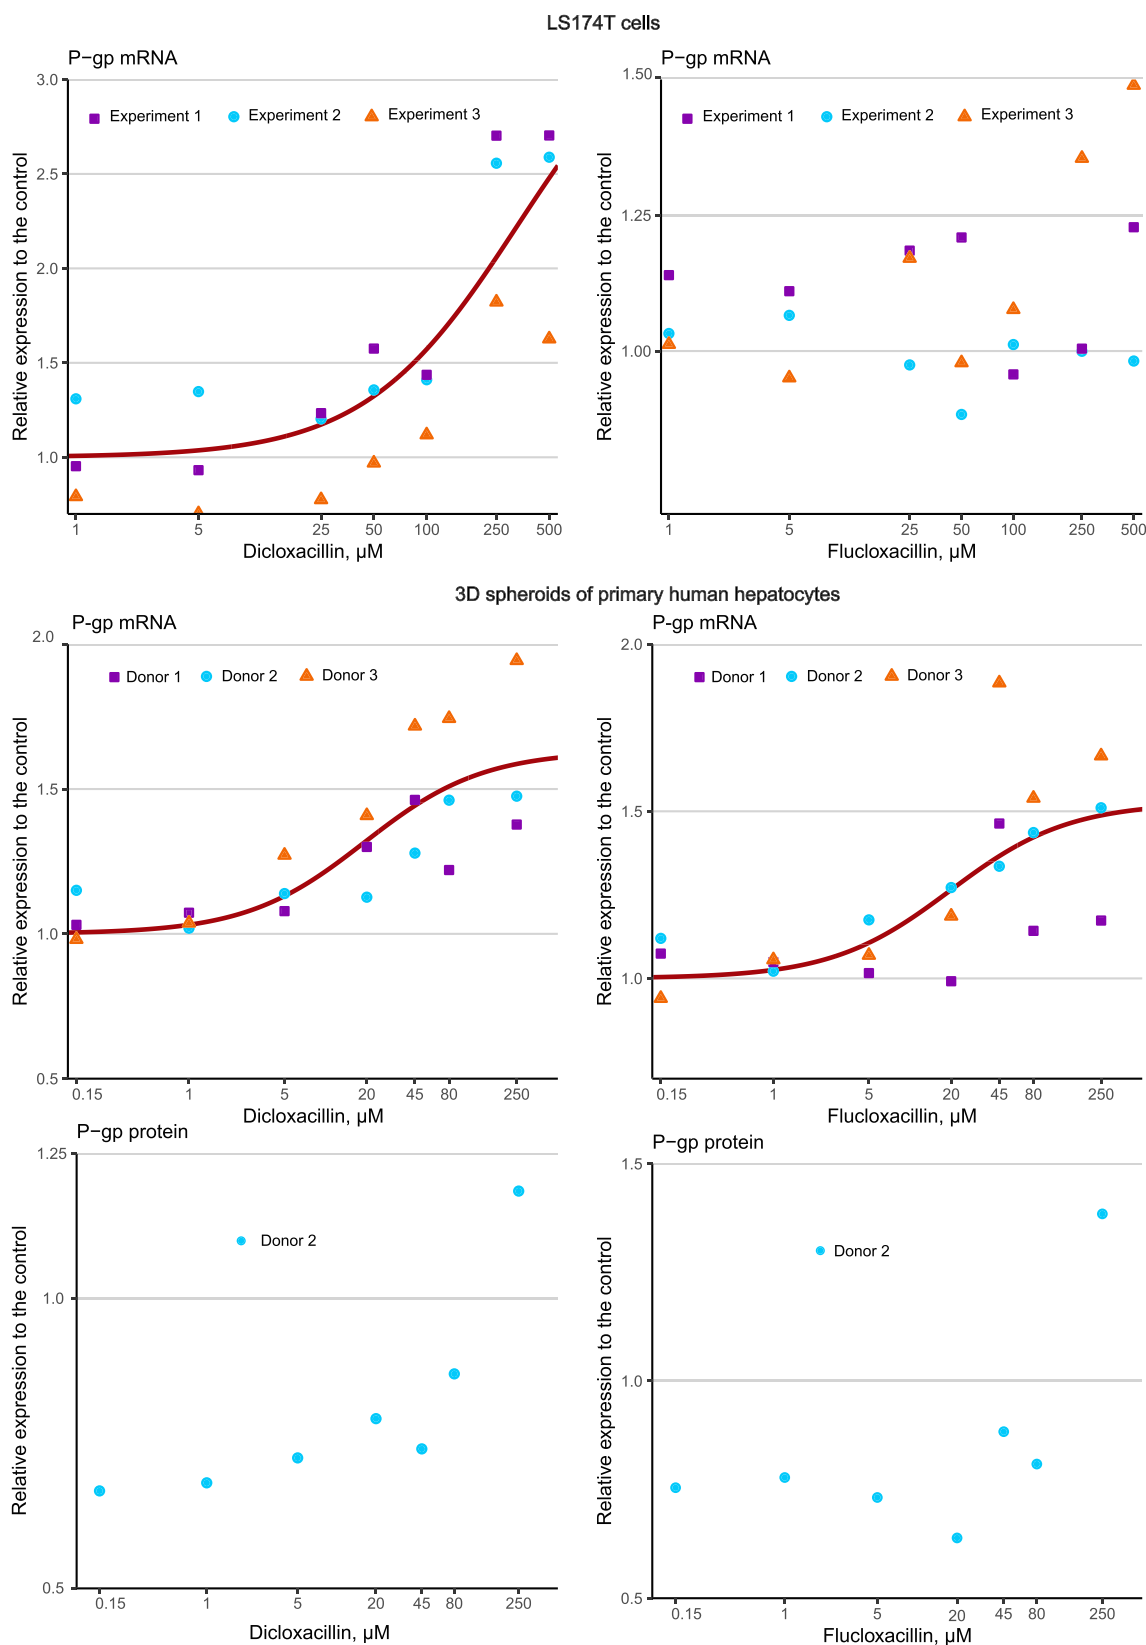 LS174T cells
P−gp mRNA
3.0
2.5
2.0
1.5
1.0
Relative expression to the control
Experiment 1
Experiment 2
Experiment 3
1
5
25
50
100
250
500
Dicloxacillin, µM
P−gp mRNA
1.50
1.25
1.00
Relative expression to the control
Experiment 1
Experiment 2
Experiment 3
1
5
25
50
100
250
500
Flucloxacillin, µM
3D spheroids of primary human hepatocytes
P-gp mRNA
2.0
1.5
1.0
0.5
Relative expression to the control
Donor 1
Donor 2
Donor 3
0.15
1
5
20
45
80
250
Dicloxacillin, µM
P-gp mRNA
2.0
1.5
1.0
Relative expression to the control
Donor 1
Donor 2
Donor 3
0.15
1
5
20
45
80
250
Flucloxacillin, µM
P−gp protein
1.25
1.0
0.5
Relative expression to the control
Donor 2
0.15
1
5
20
45
80
250
Dicloxacillin, µM
P−gp protein
1.5
1.0
0.5
Relative expression to the control
Donor 2
0.15
1
5
20
45
80
250
Flucloxacillin, µM